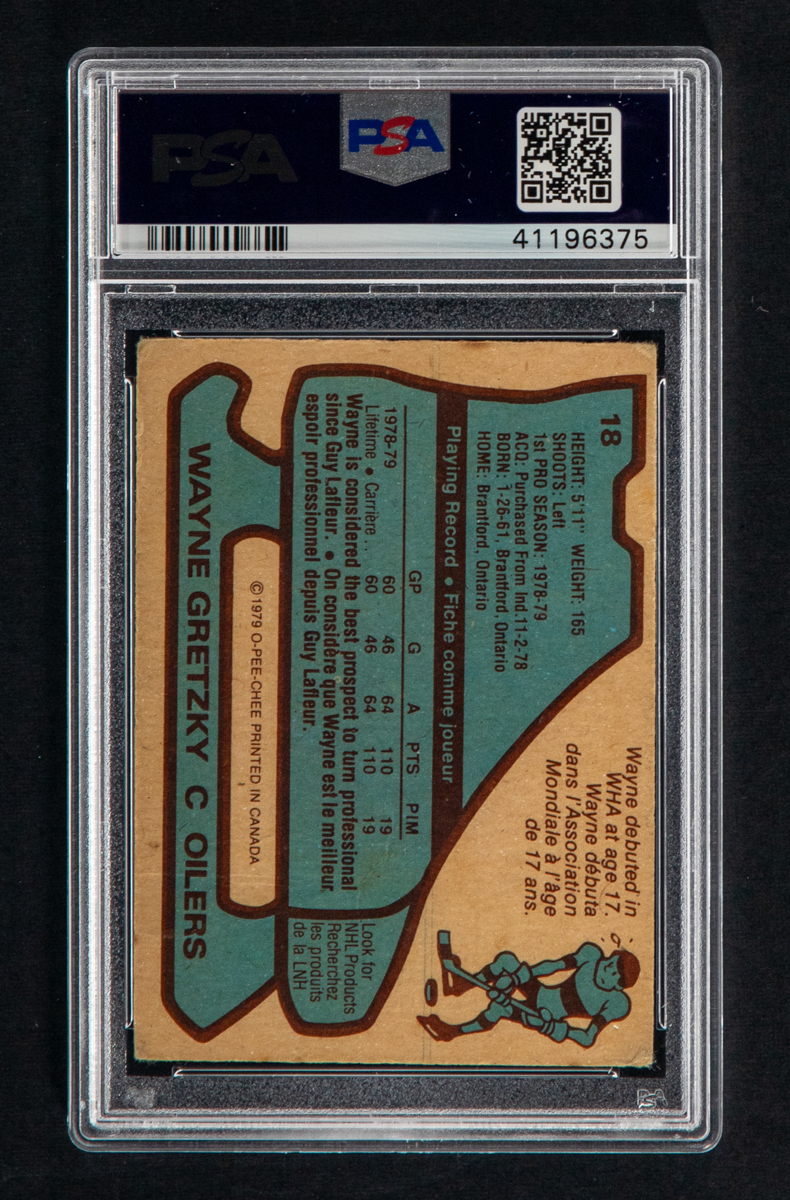 PSA
PSA
41196375
18
HEIGHT: 5'11" WEIGHT: 165
SHOOTS: Left
1st PRO SEASON: 1978-79
ACQ: Purchased From Ind. 11-2-78
BORN: 1-26-61, Brantford, Ontario
HOME: Brantford, Ontario
Wayne debuted in
WHA at age 17.
Wayne débuta
dans l'Association
Mondiale à l'âge
de 17 ans.
Playing Record • Fiche comme joueur
GP G A PTS PIM
1978-79 60 46 64 110 19
Lifetime • Carrière . . 60 46 64 110 19
Wayne is considered the best prospect to turn professional
since Guy Lafleur. • On considère que Wayne est le meilleur
espoir professionnel depuis Guy Lafleur.
Look for
NHL Products
Recherchez
les produits
de la LNH
© 1979 O-PEE-CHEE PRINTED IN CANADA
WAYNE GRETZKY C OILERS